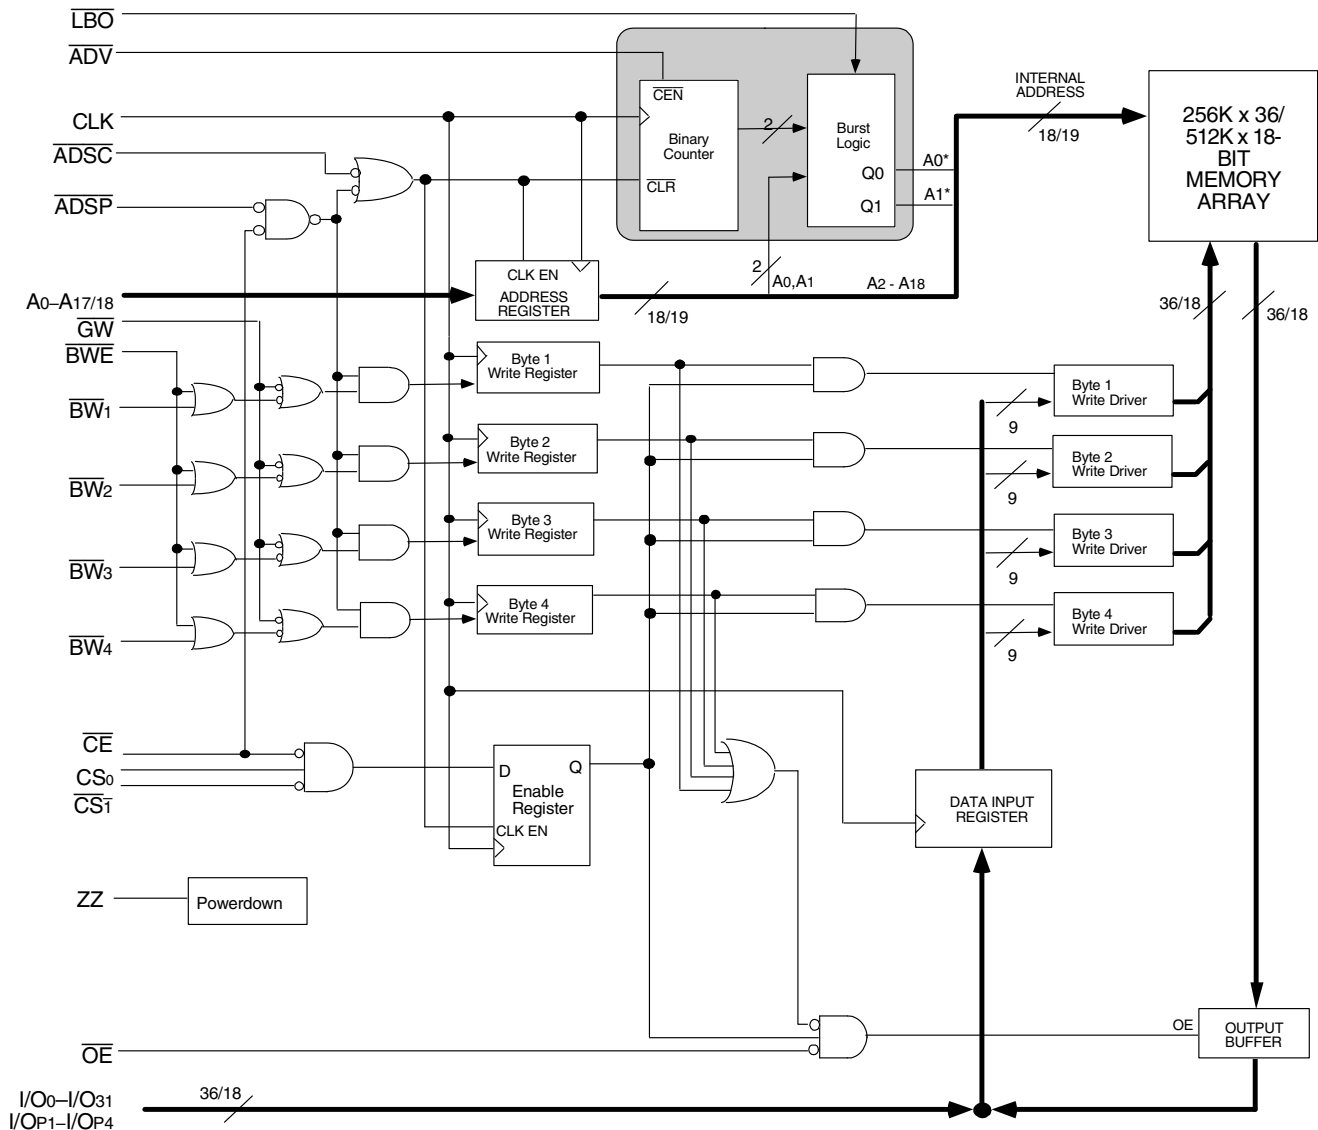 LBO
ADV
CLK
ADSC
ADSP
A0–A17/18
GW
BWE
BW1
BW2
BW3
BW4
CE
CS0
CS1
ZZ
Powerdown
OE
I/O0–I/O31
I/OP1–I/OP4
36/18
CEN
Binary
Counter
CLR
2
Burst
Logic
Q0
Q1
A0*
A1*
2
A0,A1
A2 - A18
INTERNAL
ADDRESS
18/19
256K x 36/
512K x 18-
BIT
MEMORY
ARRAY
CLK EN
ADDRESS
REGISTER
18/19
36/18
36/18
Byte 1
Write Register
Byte 2
Write Register
Byte 3
Write Register
Byte 4
Write Register
9
Byte 1
Write Driver
9
Byte 2
Write Driver
9
Byte 3
Write Driver
9
Byte 4
Write Driver
D
Q
Enable
Register
CLK EN
DATA INPUT
REGISTER
OE
OUTPUT
BUFFER